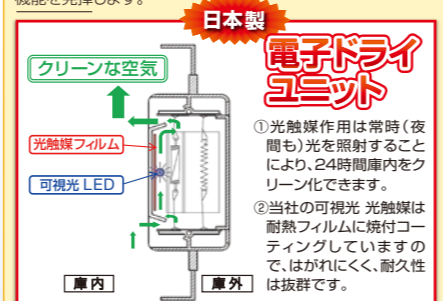 機能を発揮します。
日本製
電子ドライ
ユニット
クリーンな空気
光触媒フィルム
可視光 LED
庫内
庫外
①光触媒作用は常時(夜
間も)光を照射すること
により、24時間庫内をク
リーン化できます。
②当社の可視光 光触媒は
耐熱フィルムに焼付コー
ティングしていますの
で、はがれにくく、耐久性
は抜群です。